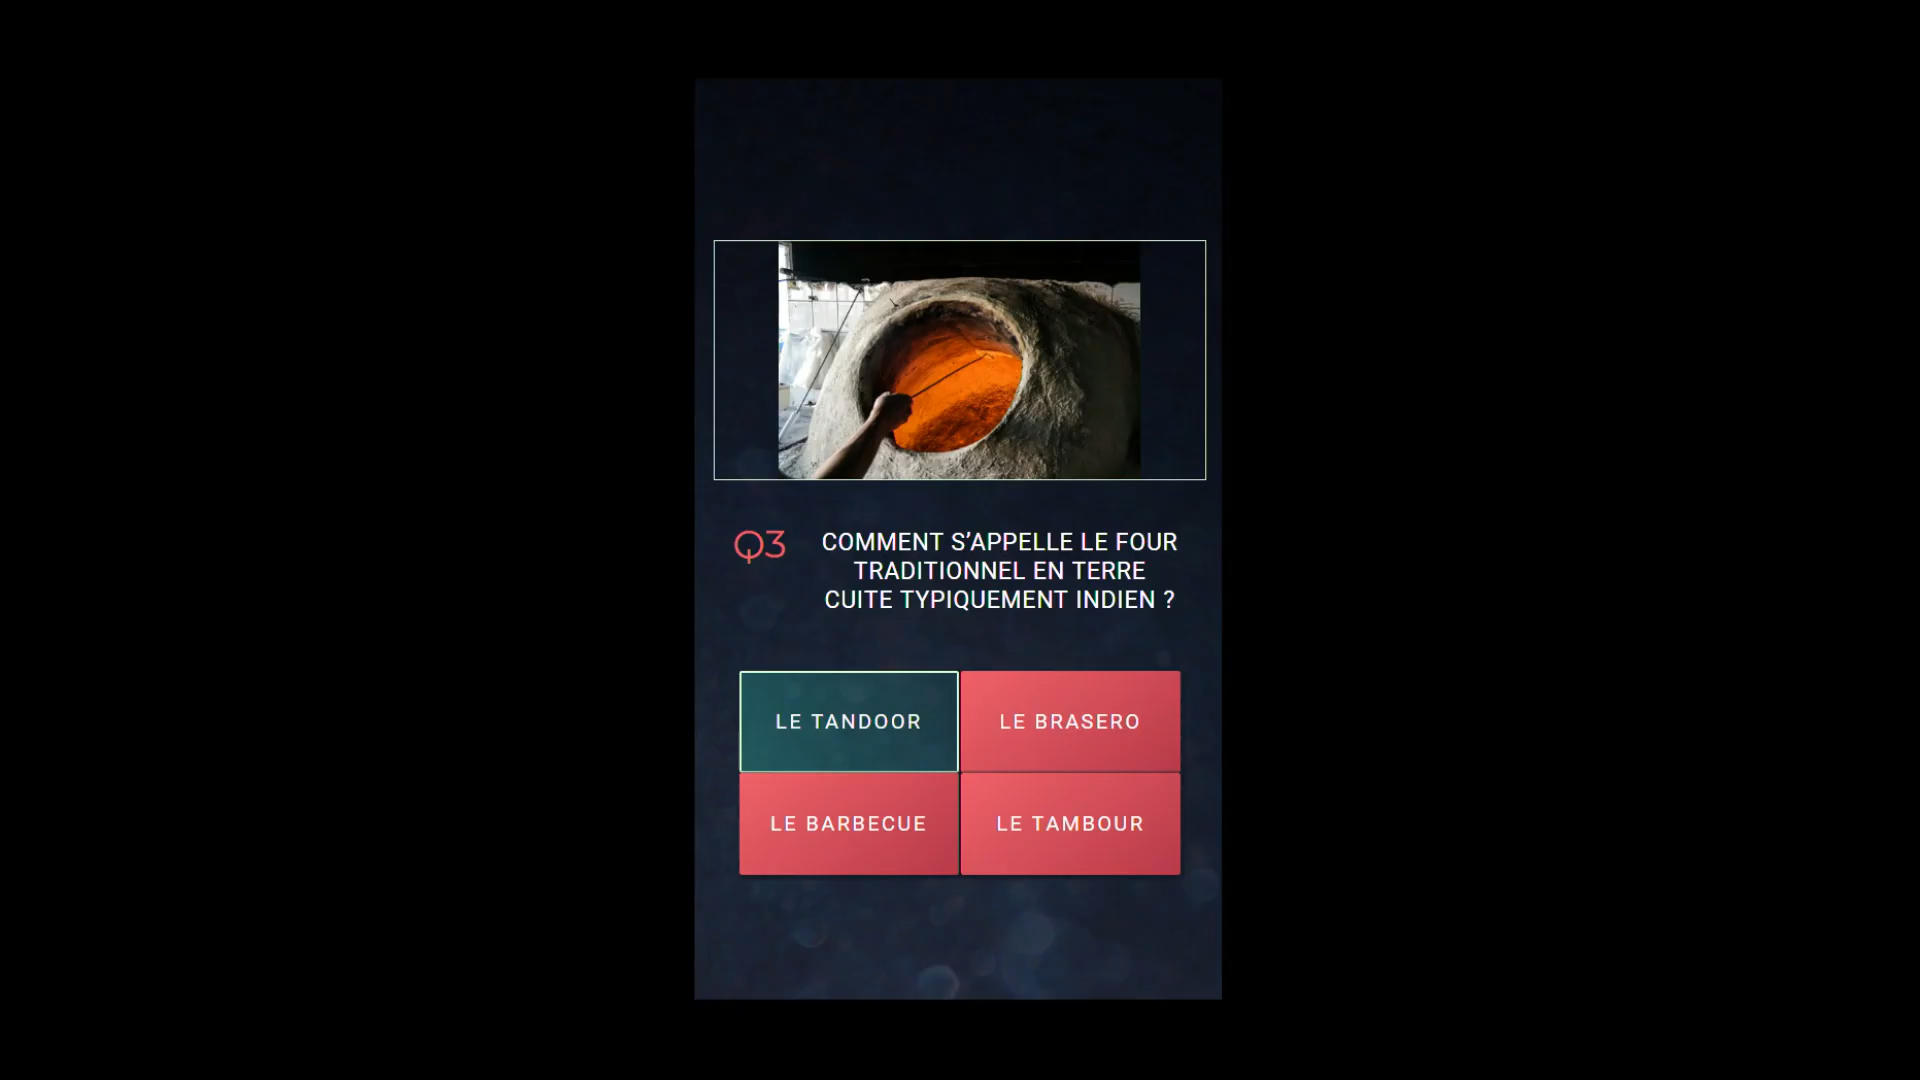 Q3
COMMENT S’APPELLE LE FOUR
TRADITIONNEL EN TERRE
CUITE TYPIQUEMENT INDIEN ?
LE TANDOOR
LE BRASERO
LE BARBECUE
LE TAMBOUR